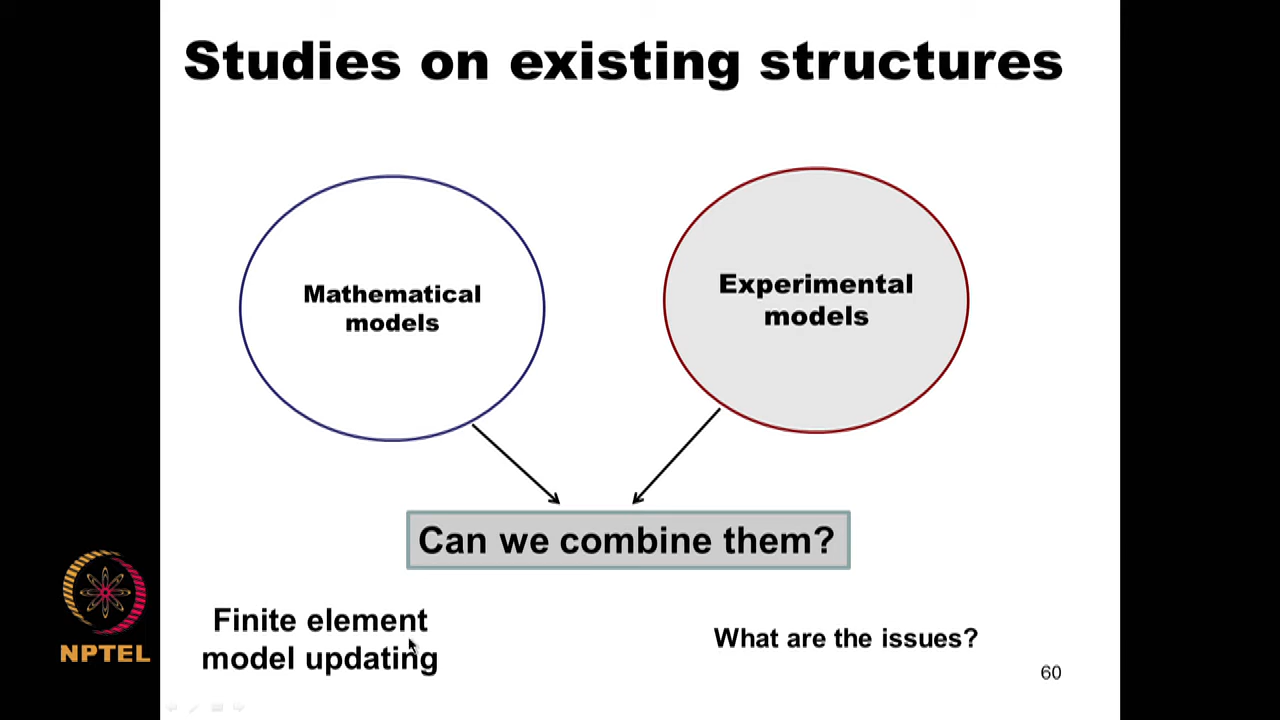 Studies on existing structures
Mathematical
models
Experimental
models
Can we combine them?
Finite element
model updating
What are the issues?
60
NPTEL